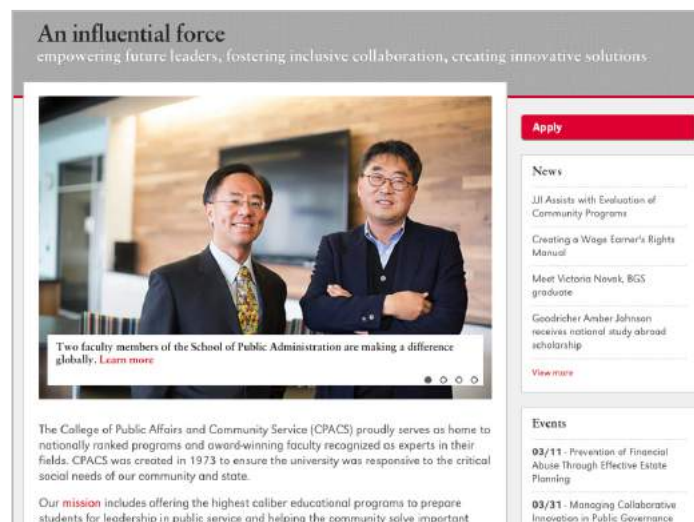 An influential force
empowering future leaders, fostering inclusive collaboration, creating innovative solutions
Two faculty members of the School of Public Administration are making a difference
globally. Learn more
The College of Public Affairs and Community Service (CPACS) proudly serves as home to
nationally ranked programs and award-winning faculty recognized as experts in their
fields. CPACS was created in 1973 to ensure the university was responsive to the critical
social needs of our community and state.
Our mission includes offering the highest caliber educational programs to prepare
students for leadership in public service and helping the community solve important
Apply
News
JJI Assists with Evaluation of
Community Programs
Creating a Wage Earner's Rights
Manual
Meet Victoria Novak, BGS
graduate
Goodricher Amber Johnson
receives national study abroad
scholarship
View more
Events
03/11 - Prevention of Financial
Abuse Through Effective Estate
Planning
03/31 - Managing Collaborative
Innovations in Public Governance